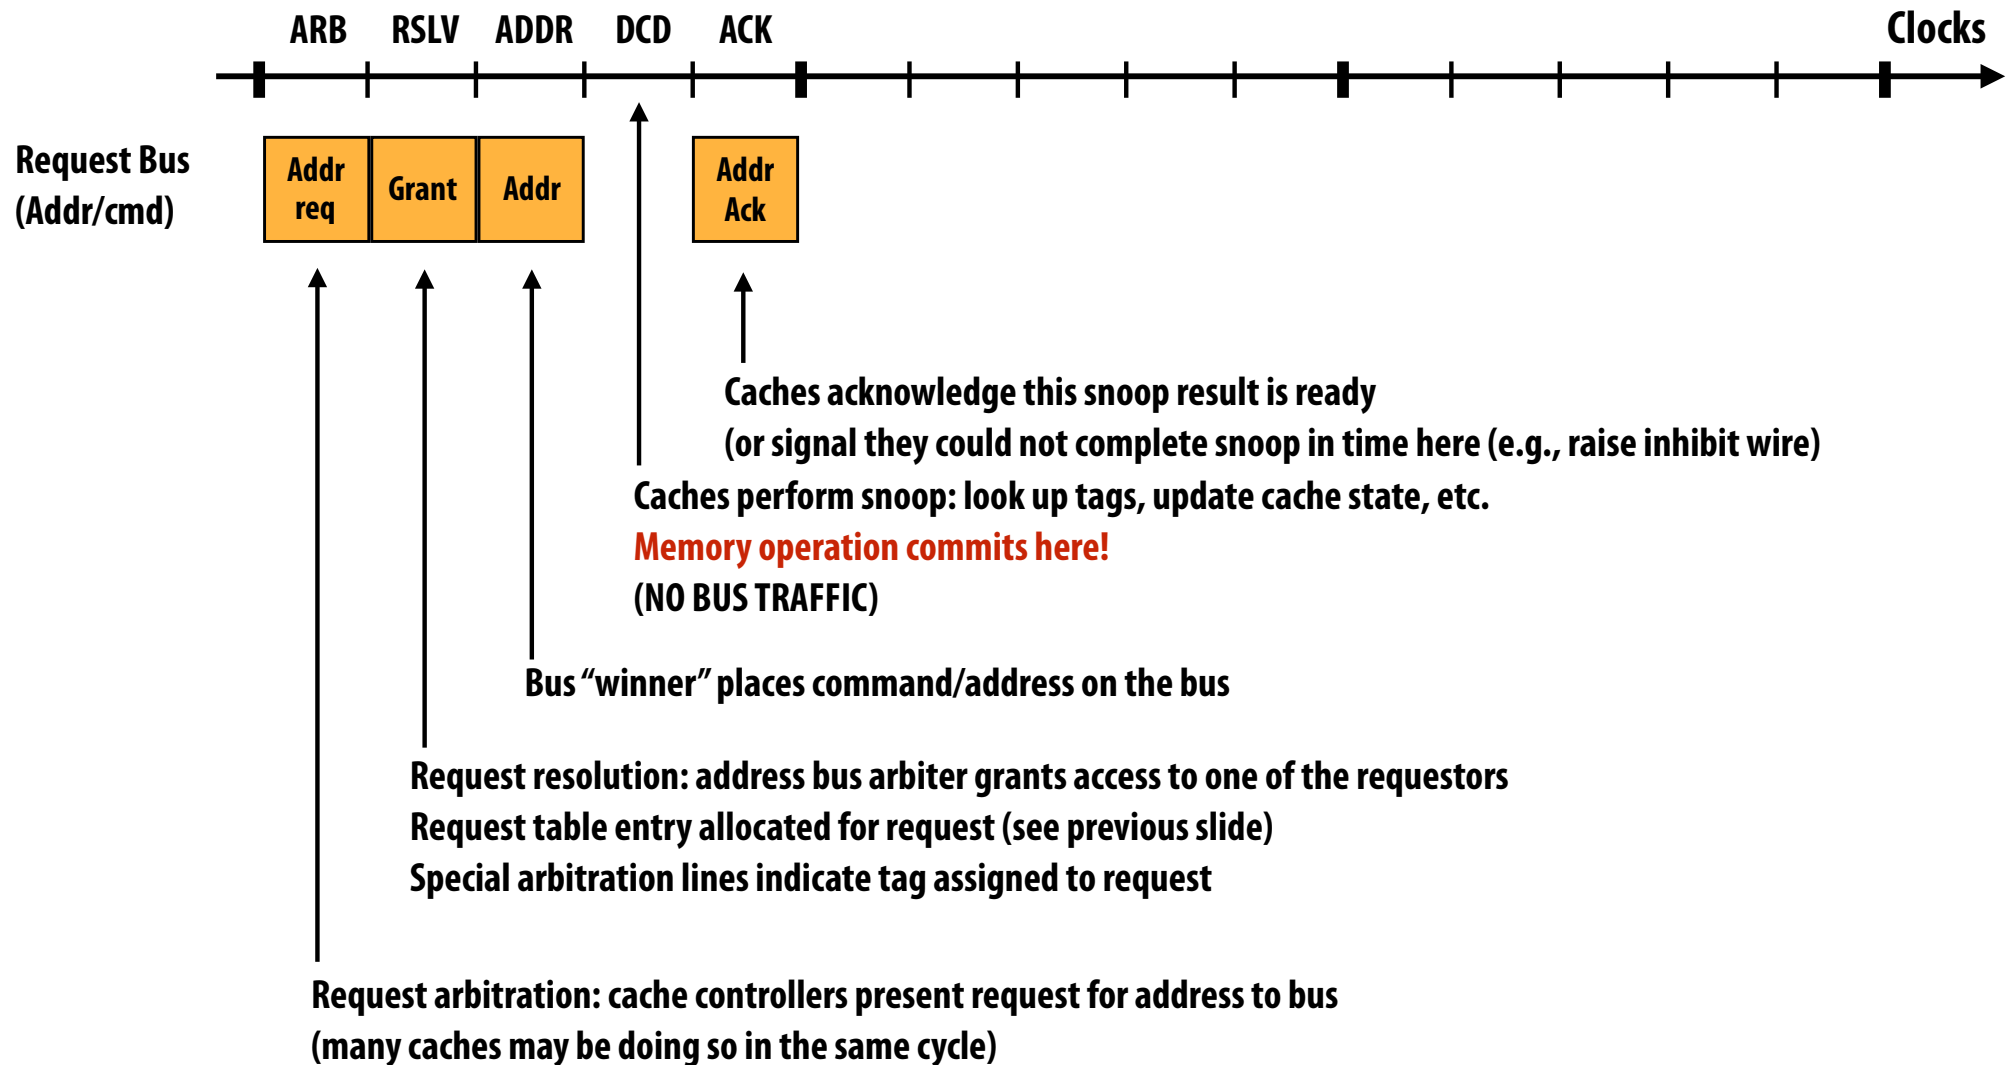 ARB RSLV ADDR DCD ACK Clocks
Request Bus
(Addr/cmd)
Addr
req
Grant
Addr
Addr
Ack
Caches acknowledge this snoop result is ready
(or signal they could not complete snoop in time here (e.g., raise inhibit wire)
Caches perform snoop: look up tags, update cache state, etc.
Memory operation commits here!
(NO BUS TRAFFIC)
Bus “winner” places command/address on the bus
Request resolution: address bus arbiter grants access to one of the requestors
Request table entry allocated for request (see previous slide)
Special arbitration lines indicate tag assigned to request
Request arbitration: cache controllers present request for address to bus
(many caches may be doing so in the same cycle)